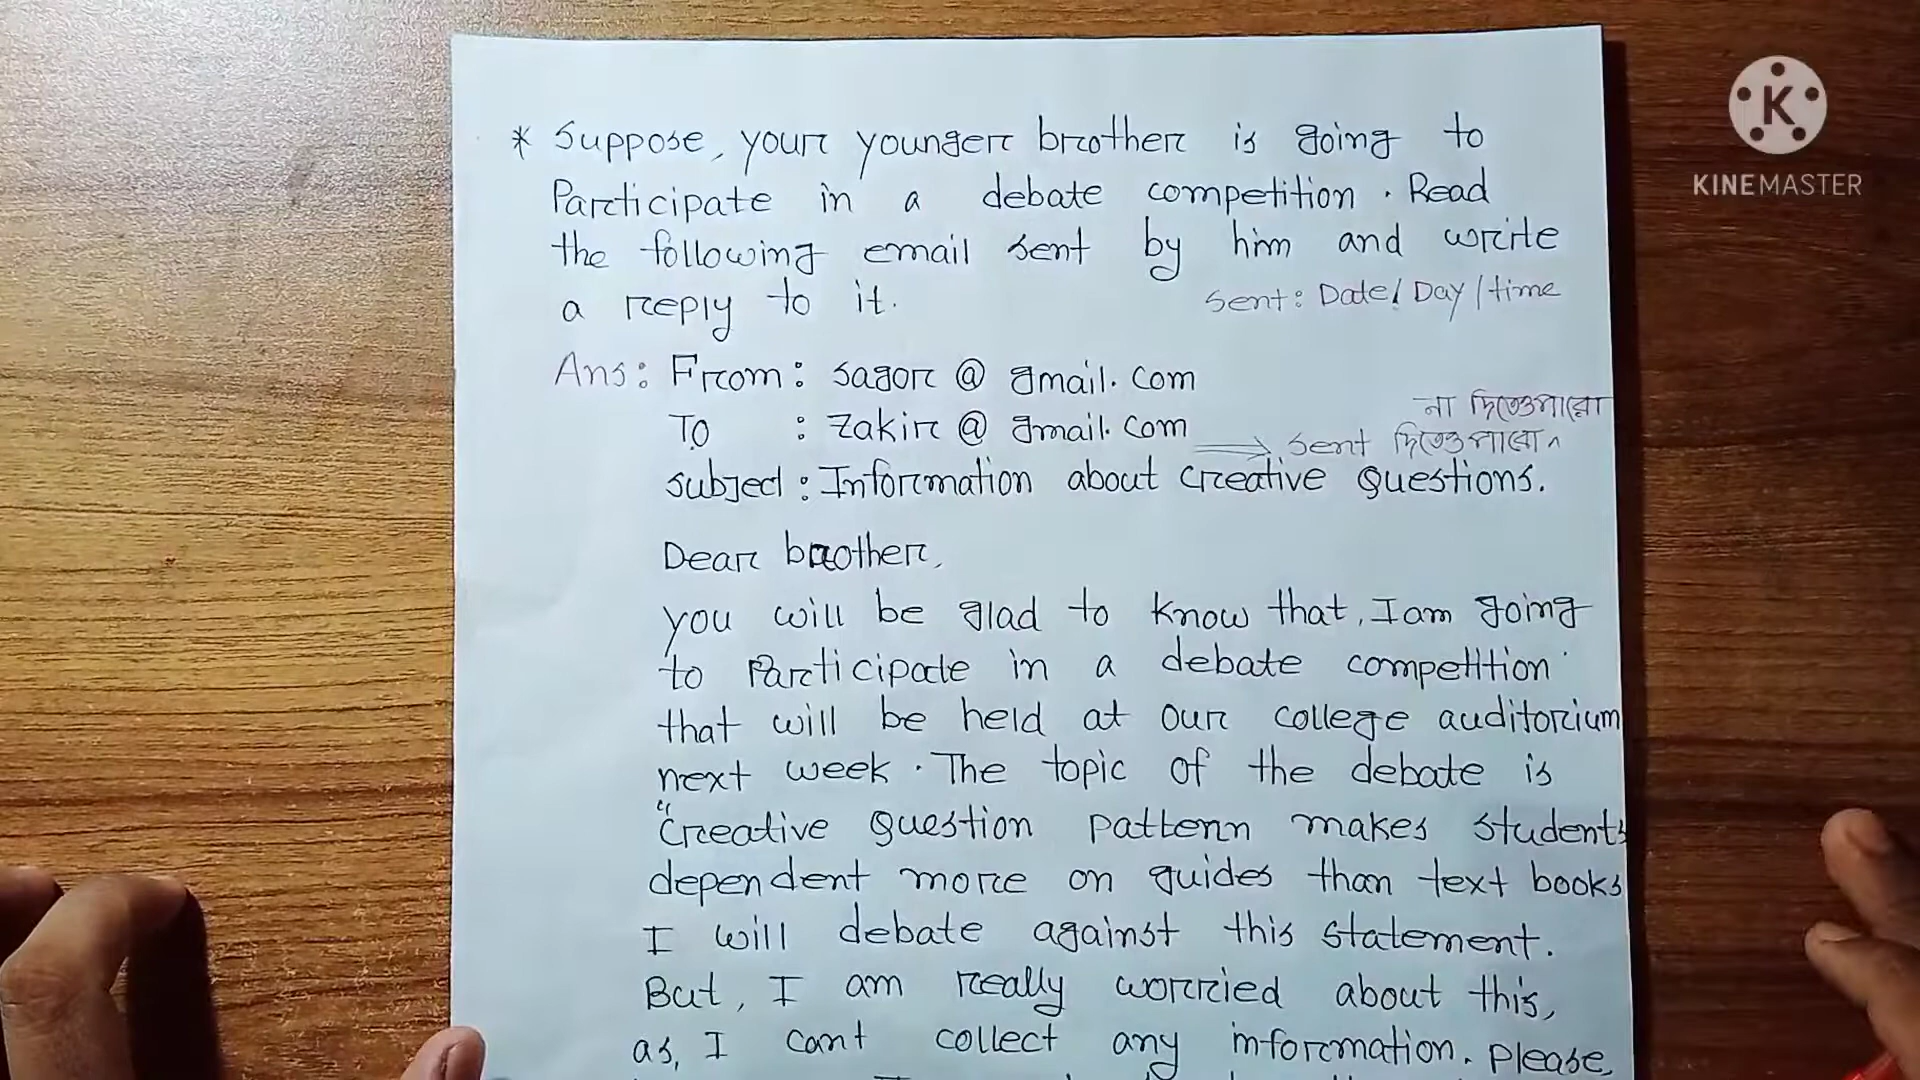 * Suppose, your younger brother is going to
Participate in a debate competition. Read
the following email sent by him and write
a reply to it.
Sent: Date/Day/time
Ans: From: sagor@gmail.com
To : zakir@gmail.com
না দিতেও পারো
→ sent দিতেও পারো
Subject: Information about creative questions.
Dear brother,
you will be glad to know that, I am going
to participate in a debate competition
that will be held at our college auditorium
next week. The topic of the debate is
"Creative question pattern makes students
dependent more on guides than text books
I will debate against this statement.
But, I am really worried about this,
as, I cant collect any information. please,
K
KINEMASTER